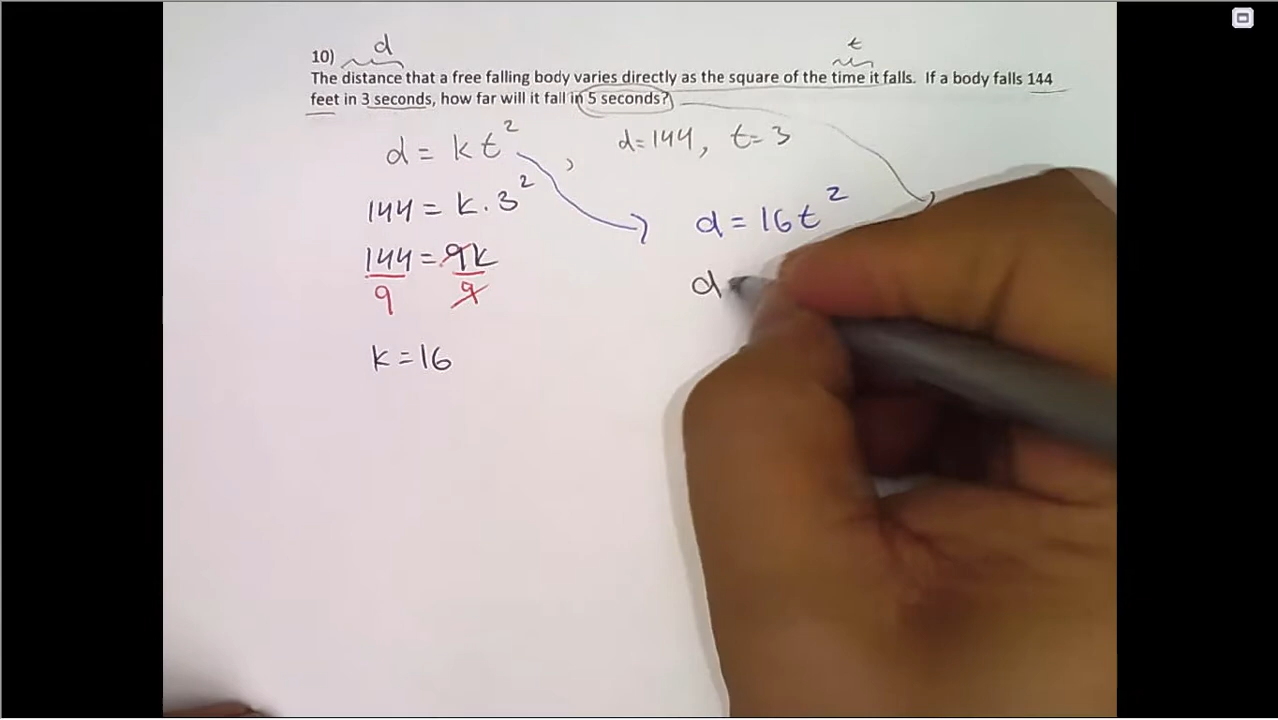 10)
d
t
The distance that a free falling body varies directly as the square of the time it falls. If a body falls 144
feet in 3 seconds, how far will it fall in 5 seconds?
d = kt²   ,   d=144, t=3
144 = k.3²
d = 16t²
144 = 9k
9 9
d
k=16